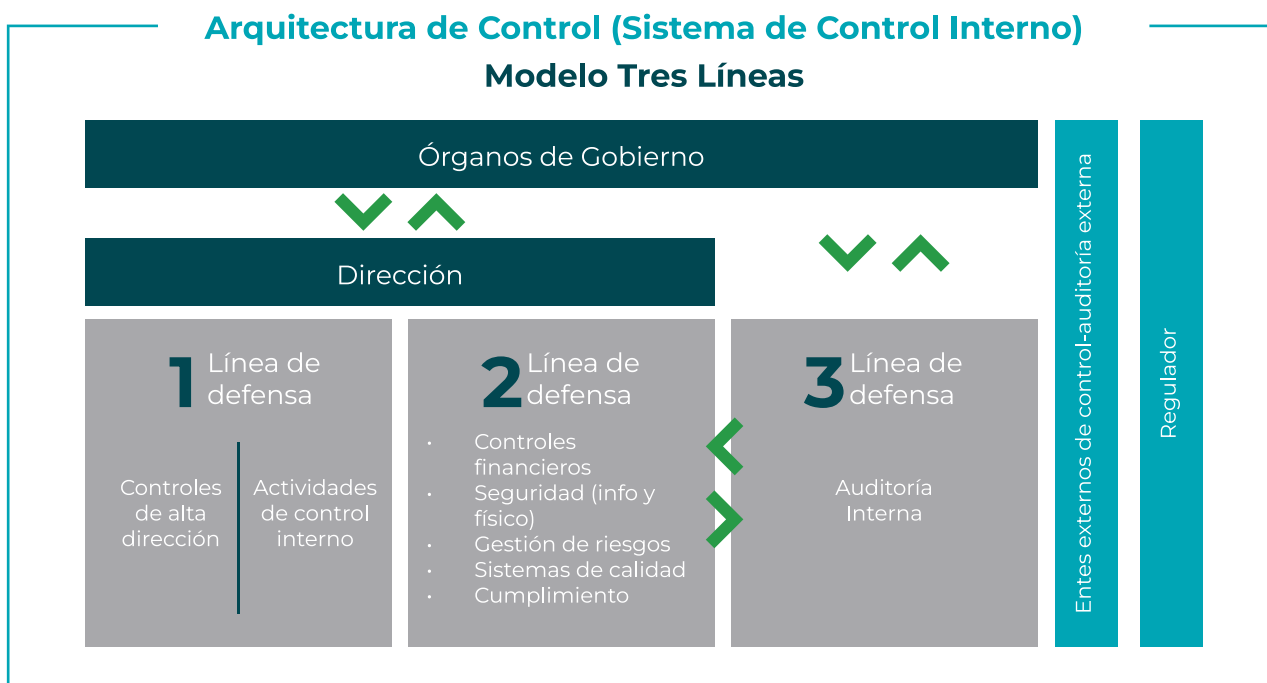 Arquitectura de Control (Sistema de Control Interno)
Modelo Tres Líneas
Órganos de Gobierno
Dirección
1 Línea de
defensa
Controles
de alta
dirección
Actividades
de control
interno
2 Línea de
defensa
· Controles
financieros
· Seguridad (info y
físico)
· Gestión de riesgos
· Sistemas de calidad
· Cumplimiento
3 Línea de
defensa
Auditoría
Interna
Entes externos de control-auditoría externa
Regulador